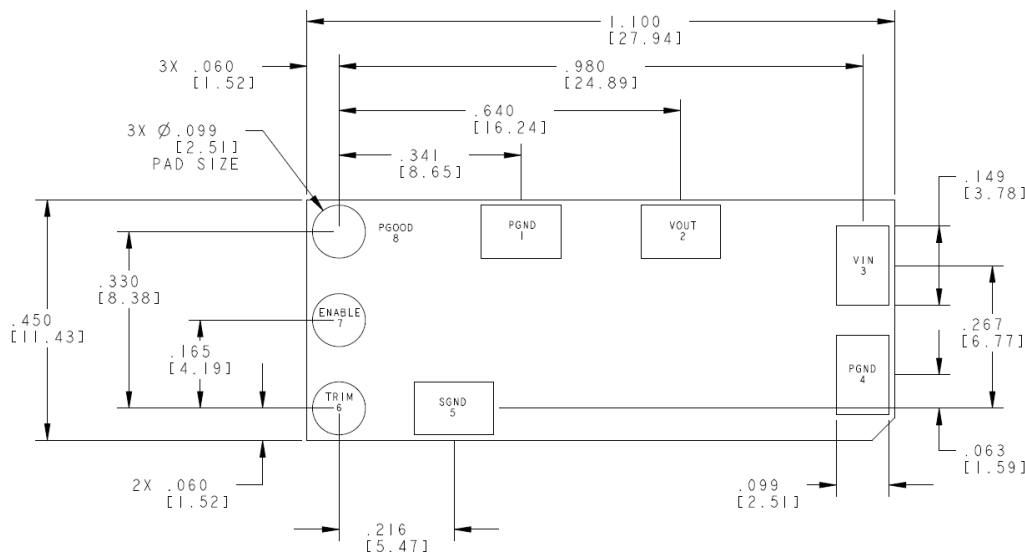 1.100
[27.94]
3X .060
[1.52]
.980
[24.89]
.640
[16.24]
3X Ø.099
[2.51]
PAD SIZE
.341
[8.65]
.149
[3.78]
PGOOD
8
PGND
1
VOUT
2
VIN
3
.330
[8.38]
ENABLE
7
.450
[11.43]
.165
[4.19]
.267
[6.77]
PGND
4
TRIM
6
SGND
5
2X .060
[1.52]
.063
[1.59]
.099
[2.51]
.216
[5.47]